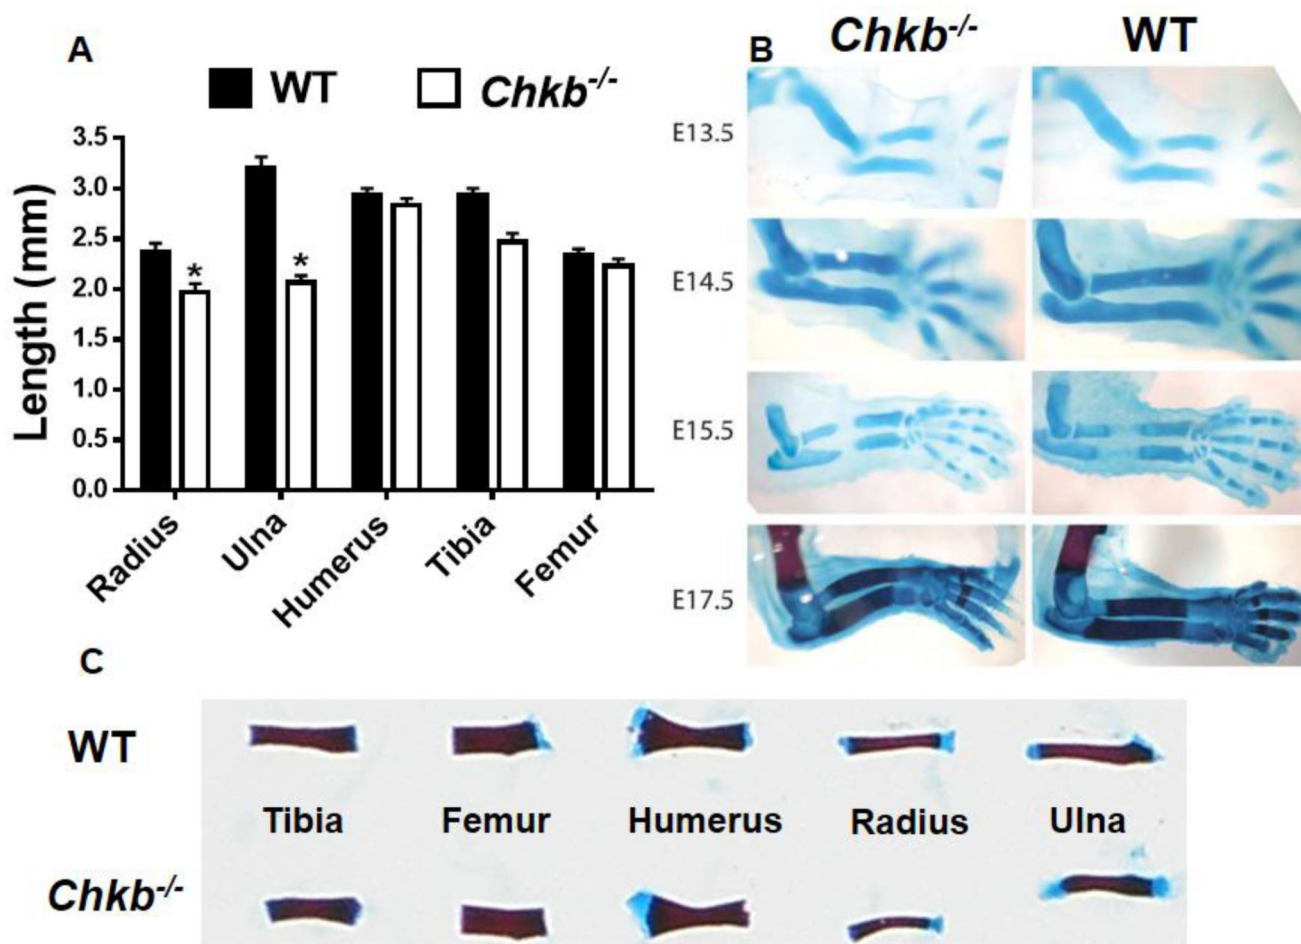 A
WT
Chkb-/-
Length (mm)
3.5
3.0
2.5
2.0
1.5
1.0
0.5
0.0
*
*
Radius
Ulna
Humerus
Tibia
Femur
B
Chkb-/-
WT
E13.5
E14.5
E15.5
E17.5
C
WT
Tibia
Femur
Humerus
Radius
Ulna
Chkb-/-